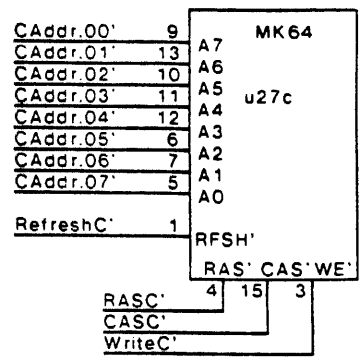 CAddr.00' 9 MK64
CAddr.01' 13 A7
CAddr.02' 10 A6
CAddr.03' 11 A5 u27c
CAddr.04' 12 A4
CAddr.05' 6 A3
CAddr.06' 7 A2
CAddr.07' 5 A1
A0
RefreshC' 1 RFSH'
RAS' CAS' WE'
4 15 3
RASC'
CASC'
WriteC'